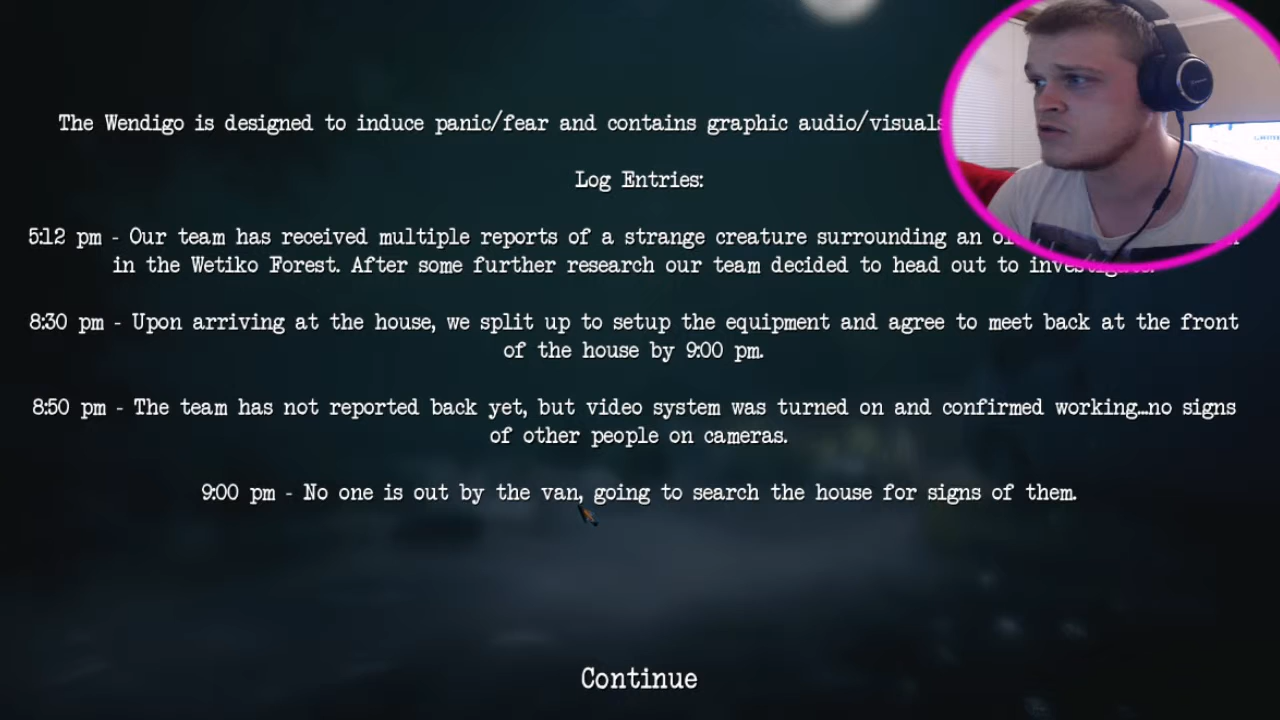 The Wendigo is designed to induce panic/fear and contains graphic audio/visuals
Log Entries:
5:12 pm - Our team has received multiple reports of a strange creature surrounding an
in the Wetiko Forest. After some further research our team decided to head out to investigate.
8:30 pm - Upon arriving at the house, we split up to setup the equipment and agree to meet back at the front
of the house by 9:00 pm.
8:50 pm - The team has not reported back yet, but video system was turned on and confirmed working...no signs
of other people on cameras.
9:00 pm - No one is out by the van, going to search the house for signs of them.
Continue